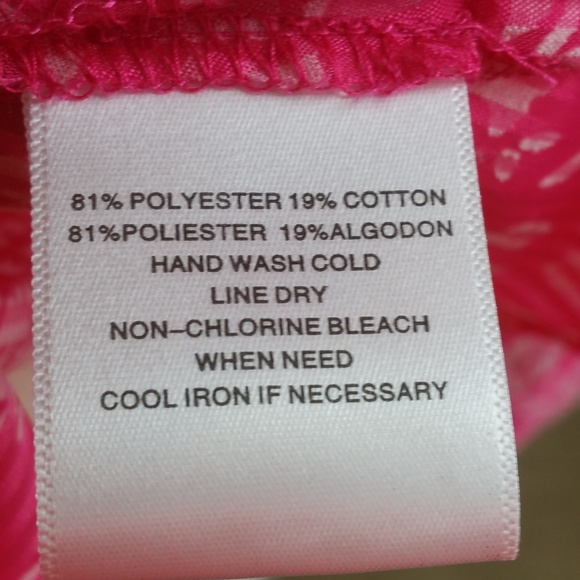 81% POLYESTER 19% COTTON
81%POLIESTER 19%ALGODON
HAND WASH COLD
LINE DRY
NON–CHLORINE BLEACH
WHEN NEED
COOL IRON IF NECESSARY